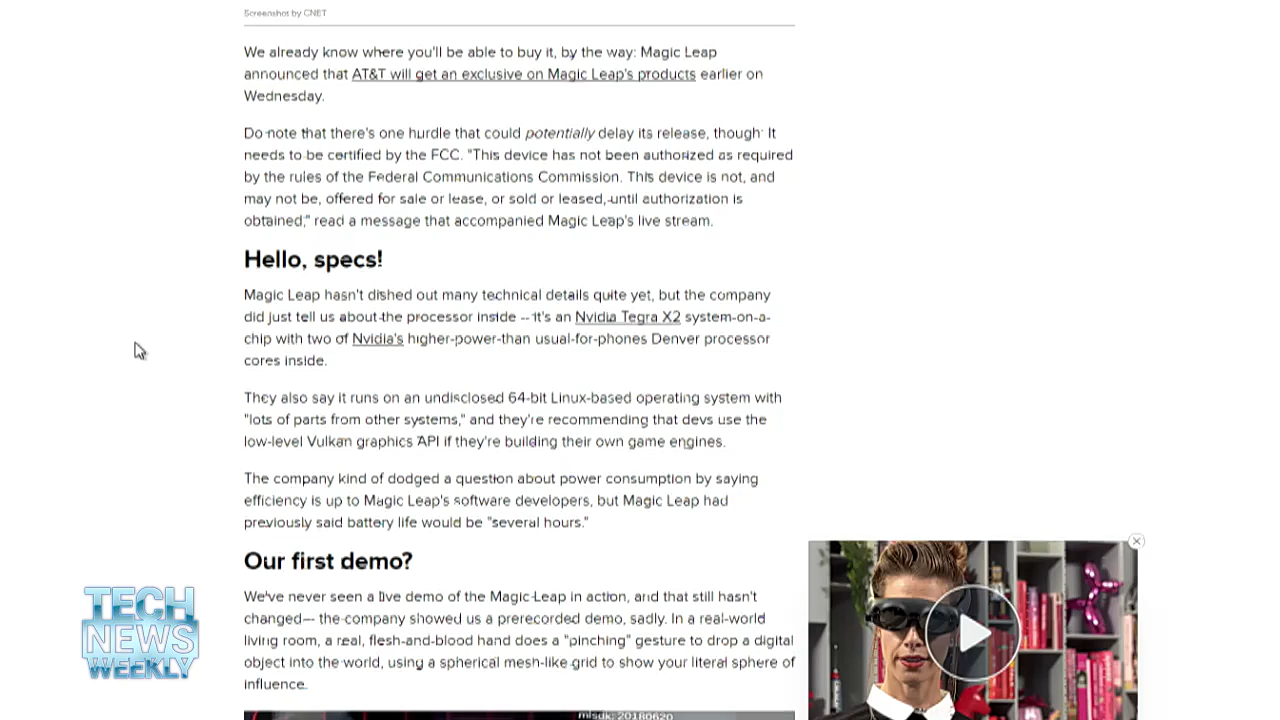 Screenshot by CNET
We already know where you'll be able to buy it, by the way: Magic Leap
announced that AT&T will get an exclusive on Magic Leap's products earlier on
Wednesday.
Do note that there's one hurdle that could potentially delay its release, though: It
needs to be certified by the FCC. "This device has not been authorized as required
by the rules of the Federal Communications Commission. This device is not, and
may not be, offered for sale or lease, or sold or leased, until authorization is
obtained," read a message that accompanied Magic Leap's live stream.
Hello, specs!
Magic Leap hasn't dished out many technical details quite yet, but the company
did just tell us about the processor inside -- it's an Nvidia Tegra X2 system-on-a-
chip with two of Nvidia's higher-power-than usual-for-phones Denver processor
cores inside.
They also say it runs on an undisclosed 64-bit Linux-based operating system with
"lots of parts from other systems," and they're recommending that devs use the
low-level Vulkan graphics API if they're building their own game engines.
The company kind of dodged a question about power consumption by saying
efficiency is up to Magic Leap's software developers, but Magic Leap had
previously said battery life would be "several hours."
Our first demo?
We've never seen a live demo of the Magic Leap in action, and that still hasn't
changed— the company showed us a prerecorded demo, sadly. In a real-world
living room, a real, flesh-and-blood hand does a "pinching" gesture to drop a digital
object into the world, using a spherical mesh-like grid to show your literal sphere of
influence.
mlsdk: 20180620
TECH
NEWS
WEEKLY